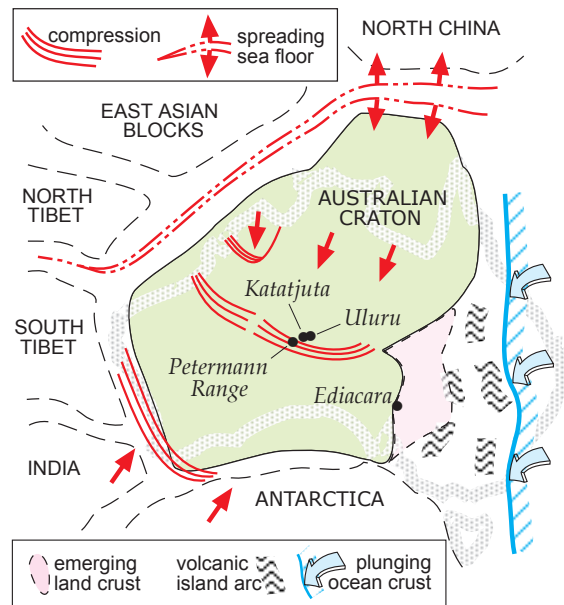 compression
spreading
sea floor
NORTH CHINA
EAST ASIAN
BLOCKS
NORTH
TIBET
AUSTRALIAN
CRATON
Katatjuta
Uluru
SOUTH
TIBET
Petermann
Range
Ediacara
INDIA
ANTARCTICA
emerging
land crust
volcanic
island arc
plunging
ocean crust